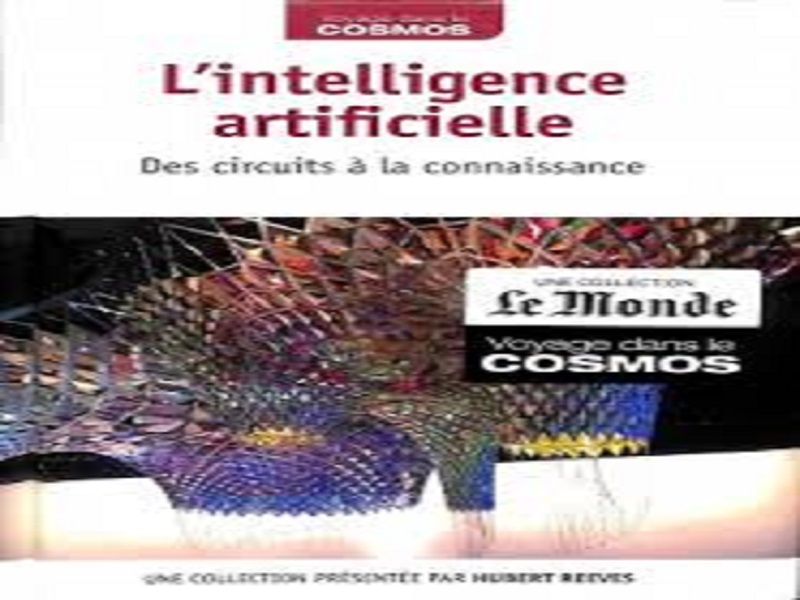 COSMOS
L'intelligence
artificielle
Des circuits à la connaissance
UNE COLLECTION
Le Monde
Voyage dans le
COSMOS
UNE COLLECTION PRÉSENTÉE PAR HUBERT REEVES